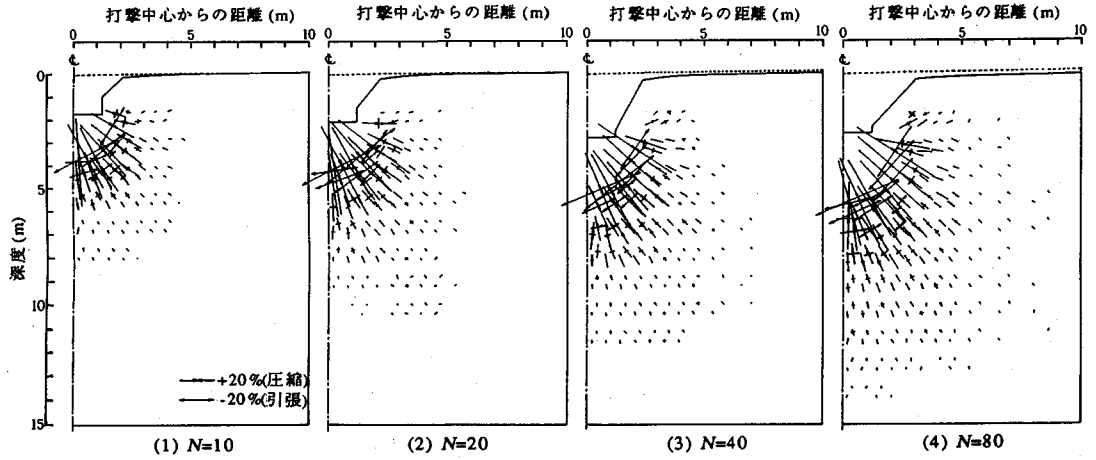 打撃中心からの距離 (m)
打撃中心からの距離 (m)
打撃中心からの距離 (m)
打撃中心からの距離 (m)
0 5 10
0 5 10
0 5 10
0 5 10
℄
℄
℄
℄
0
5
10
15
深度(m)
+20%(圧縮)
-20%(引張)
(1) N=10
(2) N=20
(3) N=40
(4) N=80